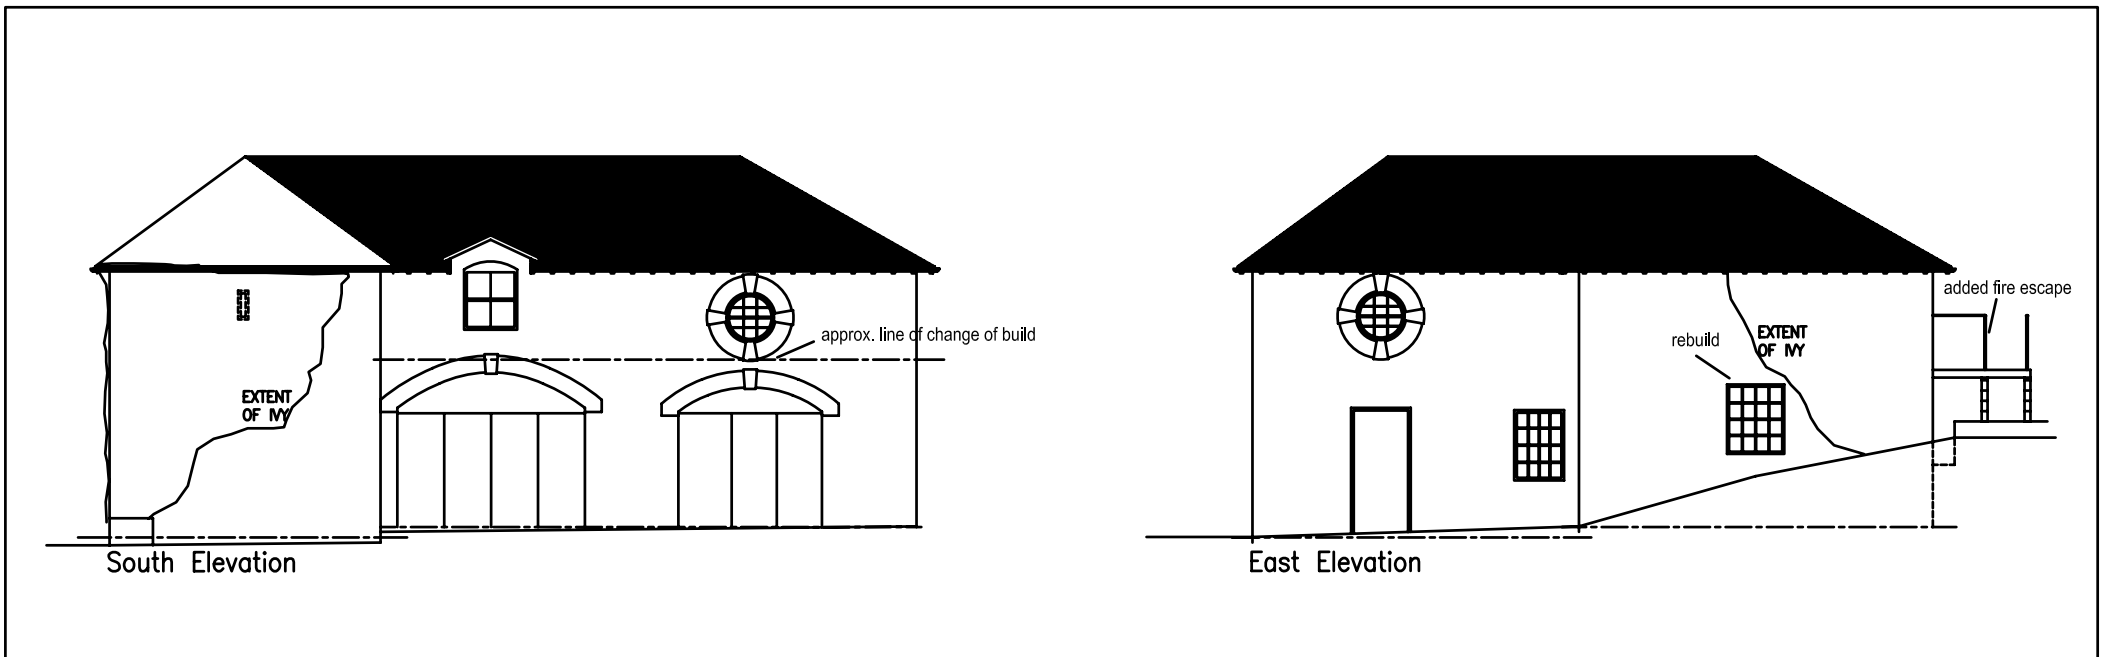 approx. line of change of build
EXTENT
OF IVY
South Elevation
added fire escape
rebuild
EXTENT
OF IVY
East Elevation